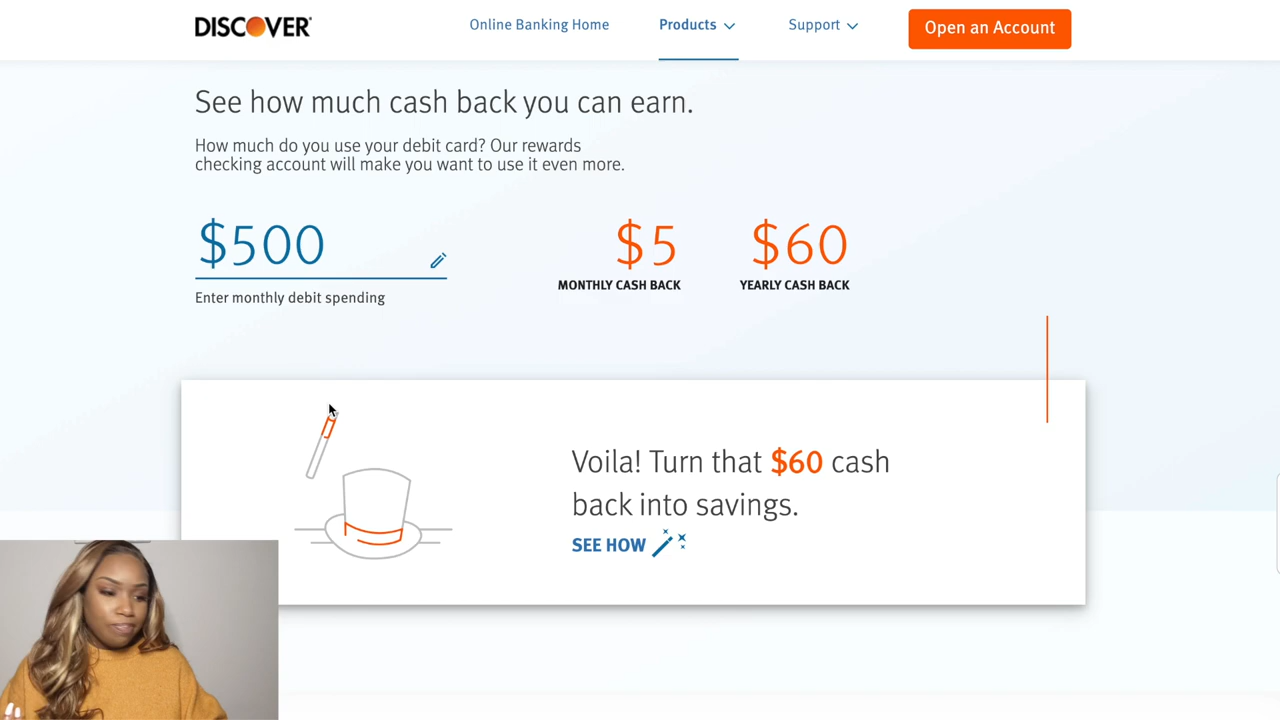 DISCOVER
Online Banking Home
Products
Support
Open an Account
See how much cash back you can earn.
How much do you use your debit card? Our rewards
checking account will make you want to use it even more.
$500
Enter monthly debit spending
$5
MONTHLY CASH BACK
$60
YEARLY CASH BACK
Voila! Turn that $60 cash
back into savings.
SEE HOW